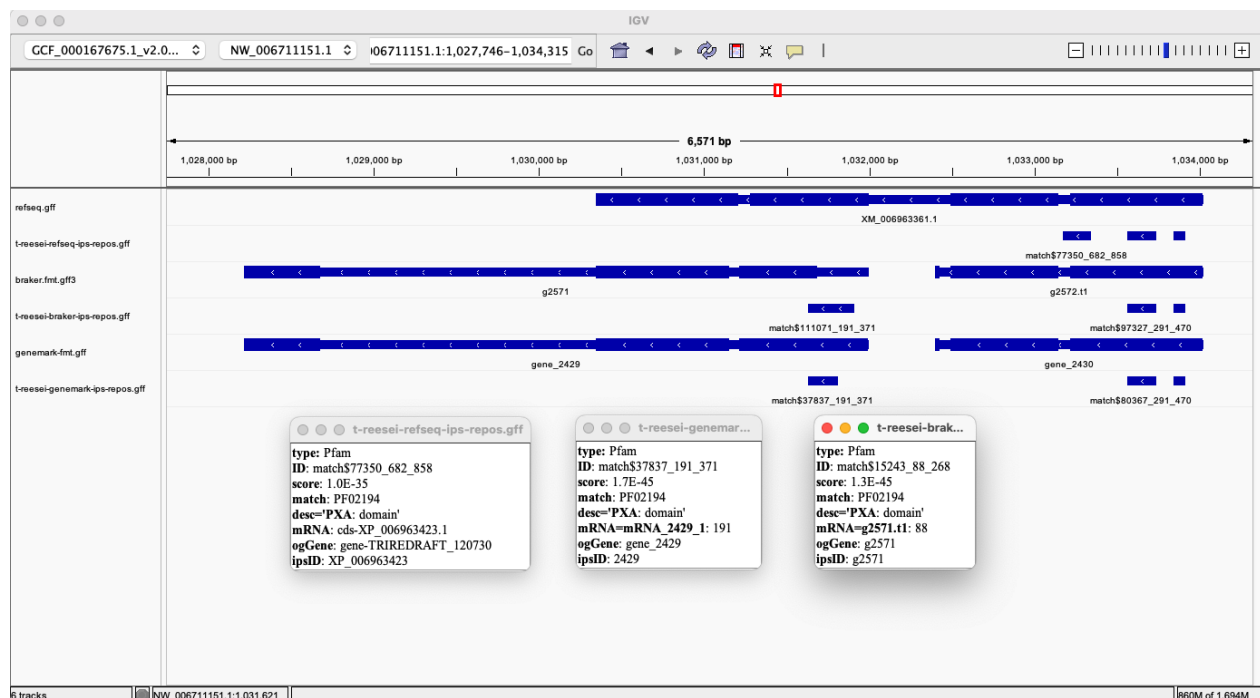 IGV
GCF_000167675.1_v2.0... NW_006711151.1 )06711151.1:1,027,746-1,034,315 Go
6,571 bp
1,028,000 bp 1,029,000 bp 1,030,000 bp 1,031,000 bp 1,032,000 bp 1,033,000 bp 1,034,000 bp
refseq.gff
XM_006963361.1
t-reesei-refseq-ips-repos.gff
match$77350_682_858
braker.fmt.gff3
g2571 g2572.t1
t-reesei-braker-ips-repos.gff
match$111071_191_371 match$97327_291_470
genemark-fmt.gff
gene_2429 gene_2430
t-reesei-genemark-ips-repos.gff
match$37837_191_371 match$80367_291_470
t-reesei-refseq-ips-repos.gff
type: Pfam
ID: match$77350_682_858
score: 1.0E-35
match: PF02194
desc='PXA: domain'
mRNA: cds-XP_006963423.1
ogGene: gene-TRIREDRAFT_120730
ipsID: XP_006963423
t-reesei-genemar...
type: Pfam
ID: match$37837_191_371
score: 1.7E-45
match: PF02194
desc='PXA: domain'
mRNA=mRNA_2429_1: 191
ogGene: gene_2429
ipsID: 2429
t-reesei-brak...
type: Pfam
ID: match$15243_88_268
score: 1.3E-45
match: PF02194
desc='PXA: domain'
mRNA=g2571.t1: 88
ogGene: g2571
ipsID: g2571
6 tracks NW_006711151.1:1,031,621 860M of 1,694M